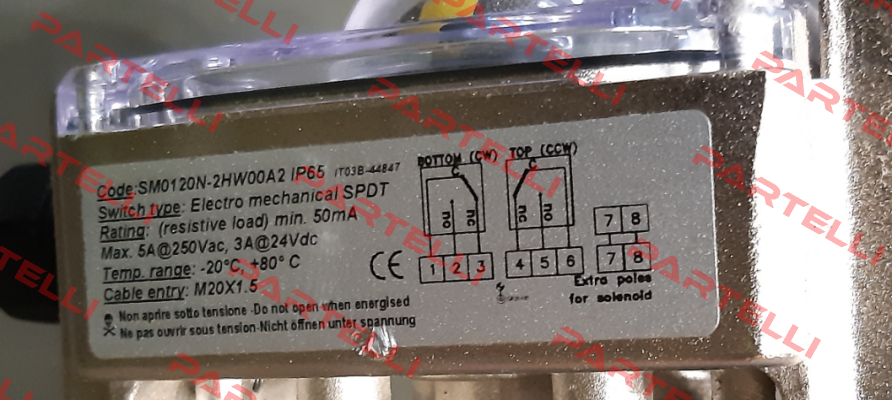 Code:SM0120N-2HW00A2 IP65 IT03B-44847
Switch type: Electro mechanical SPDT
Rating: (resistive load) min. 50mA
Max. 5A@250Vac, 3A@24Vdc
Temp. range: -20°C, +80° C
Cable entry: M20X1.5
Non aprire sotto tensione -Do not open when energised
Ne pas ouvrir sous tension-Nicht öffnen unter spannung
CE
BOTTOM (CW) TOP (CCW)
C C
NO NC NC NO
1 2 3 4 5 6
7 8
7 8
Extra poles
for solenoid
PARTELLI
PARTELLI
PARTELLI
PARTELLI
PARTELLI
PARTELLI
PARTELLI
PARTELLI
PARTELLI